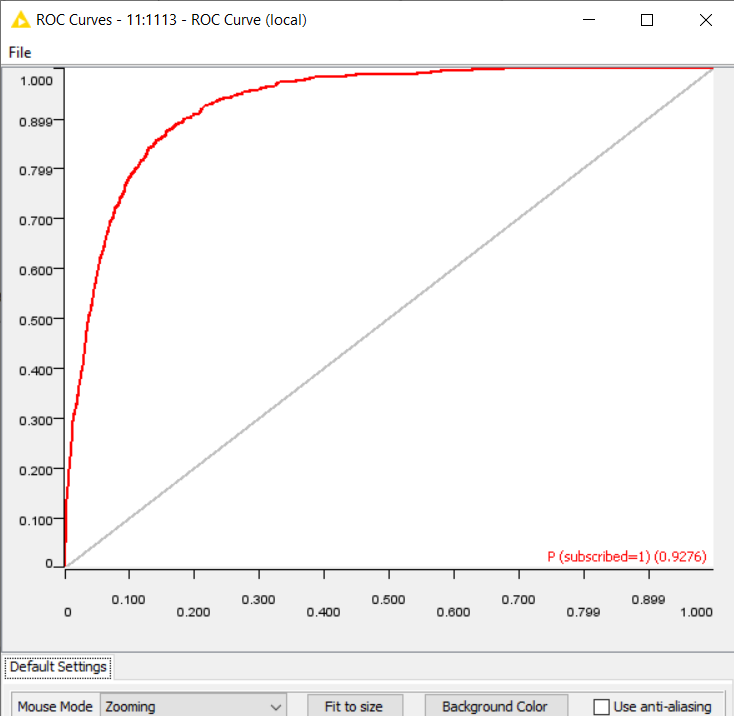 ROC Curves - 11:1113 - ROC Curve (local)
File
1.000
0.899
0.799
0.700
0.600
0.500
0.400
0.300
0.200
0.100
0
P (subscribed=1) (0.9276)
0.100 0.300 0.500 0.700 0.899
0 0.200 0.400 0.600 0.799 1.000
Default Settings
Mouse Mode Zooming Fit to size Background Color Use anti-aliasing